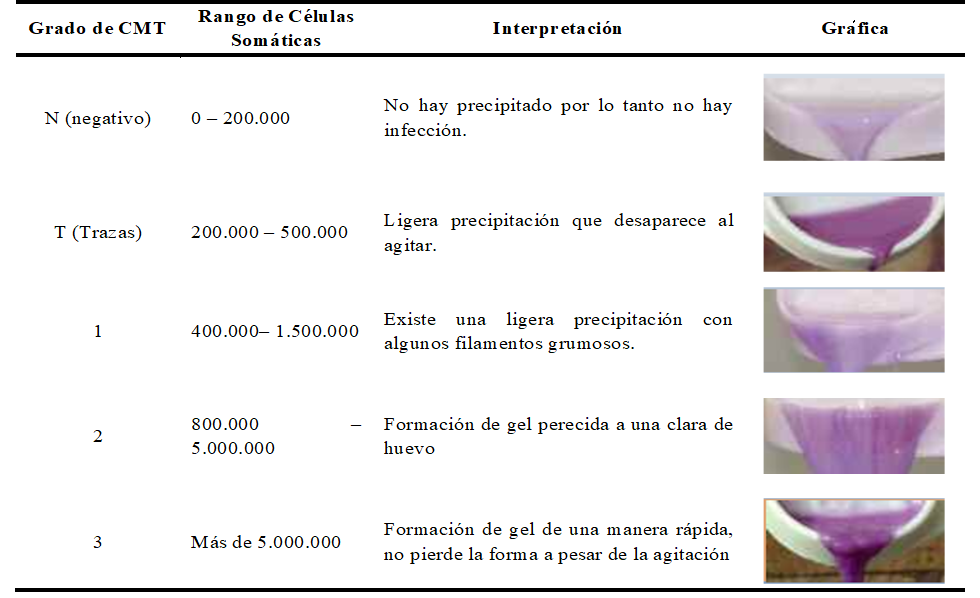 Grado de CMT
Rango de Células
Somáticas
Interpretación
Gráfica
N (negativo)
0 – 200.000
No hay precipitado por lo tanto no hay
infección.
T (Trazas)
200.000 – 500.000
Ligera precipitación que desaparece al
agitar.
1
400.000– 1.500.000
Existe una ligera precipitación con
algunos filamentos grumosos.
2
800.000 –
5.000.000
Formación de gel perecida a una clara de
huevo
3
Más de 5.000.000
Formación de gel de una manera rápida,
no pierde la forma a pesar de la agitación